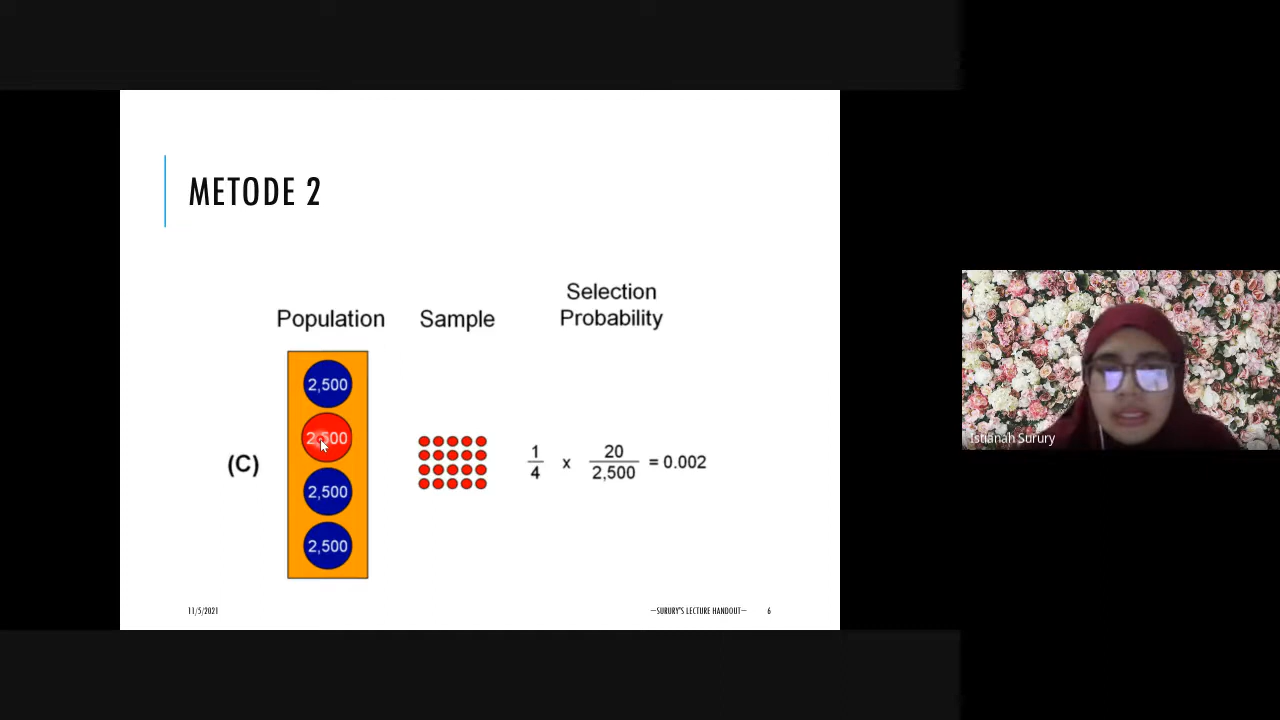 METODE 2
Population
Sample
Selection
Probability
2,500
2,500
2,500
2,500
(C)
1/4 x 20/2,500 = 0.002
11/5/2021
—SURURY'S LECTURE HANDOUT—
6
Istianah Surury